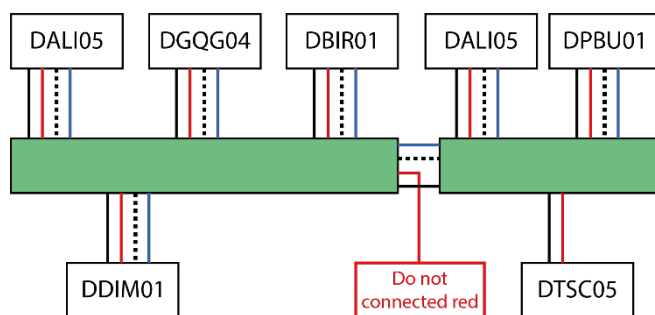 DALI05
DGQG04
DBIR01
DALI05
DPBU01
DDIM01
Do not
connected red
DTSC05